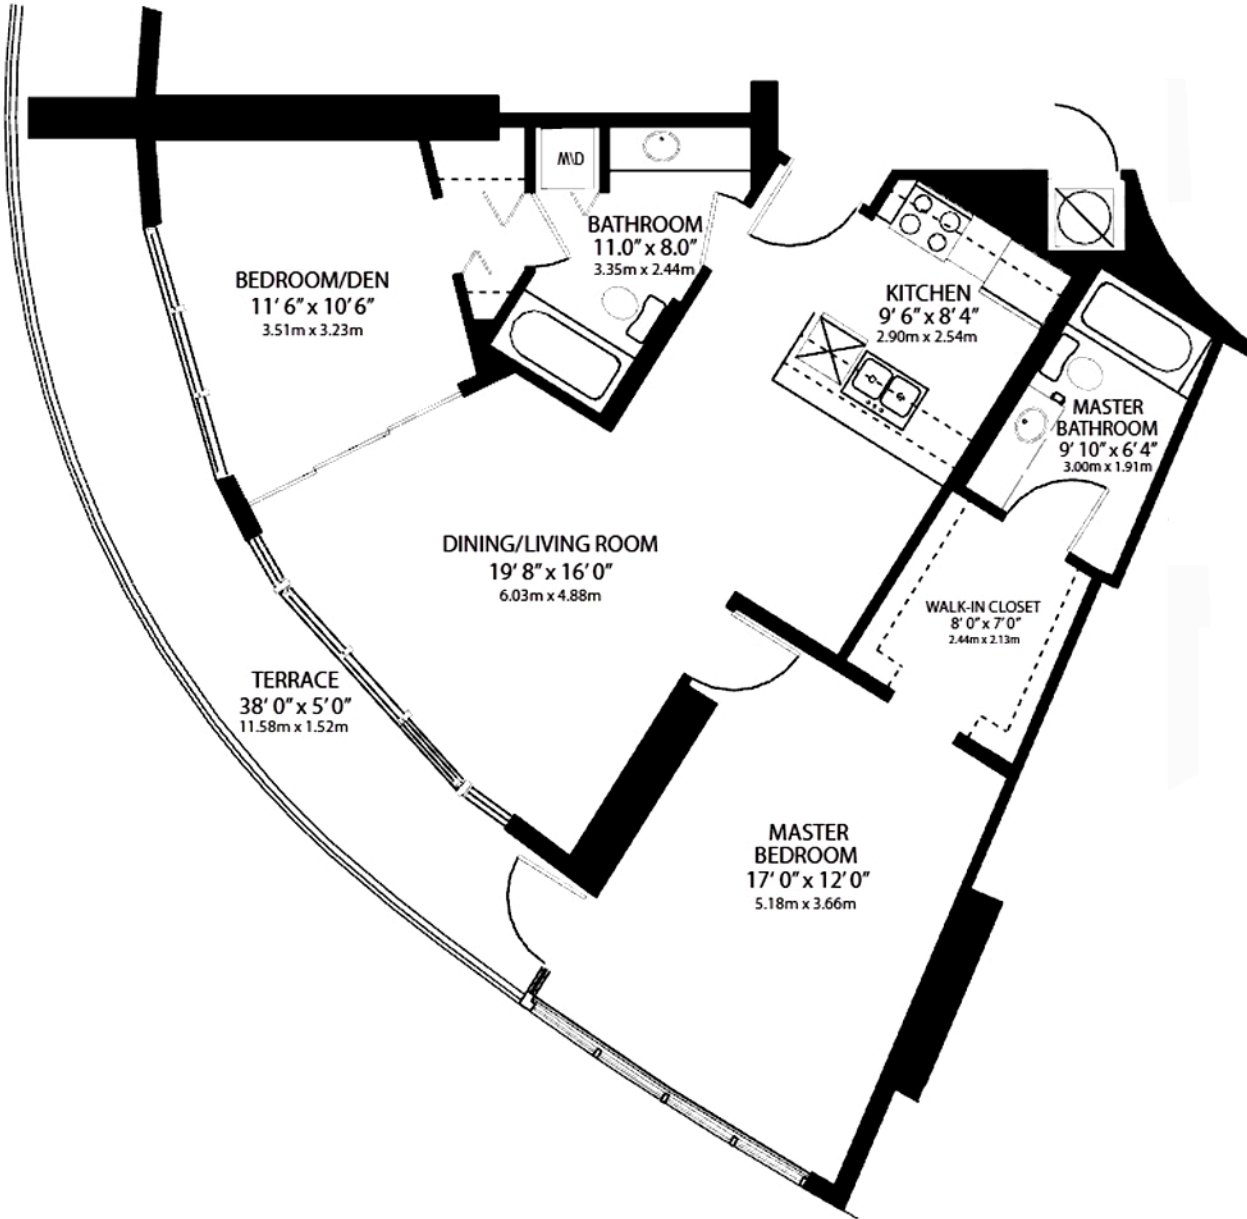 M\D
BATHROOM
11.0" x 8.0"
3.35m x 2.44m
BEDROOM/DEN
11' 6" x 10' 6"
3.51m x 3.23m
KITCHEN
9' 6" x 8' 4"
2.90m x 2.54m
MASTER
BATHROOM
9' 10" x 6' 4"
3.00m x 1.91m
DINING/LIVING ROOM
19' 8" x 16' 0"
6.03m x 4.88m
WALK-IN CLOSET
8' 0" x 7' 0"
2.44m x 2.13m
TERRACE
38' 0" x 5' 0"
11.58m x 1.52m
MASTER
BEDROOM
17' 0" x 12' 0"
5.18m x 3.66m